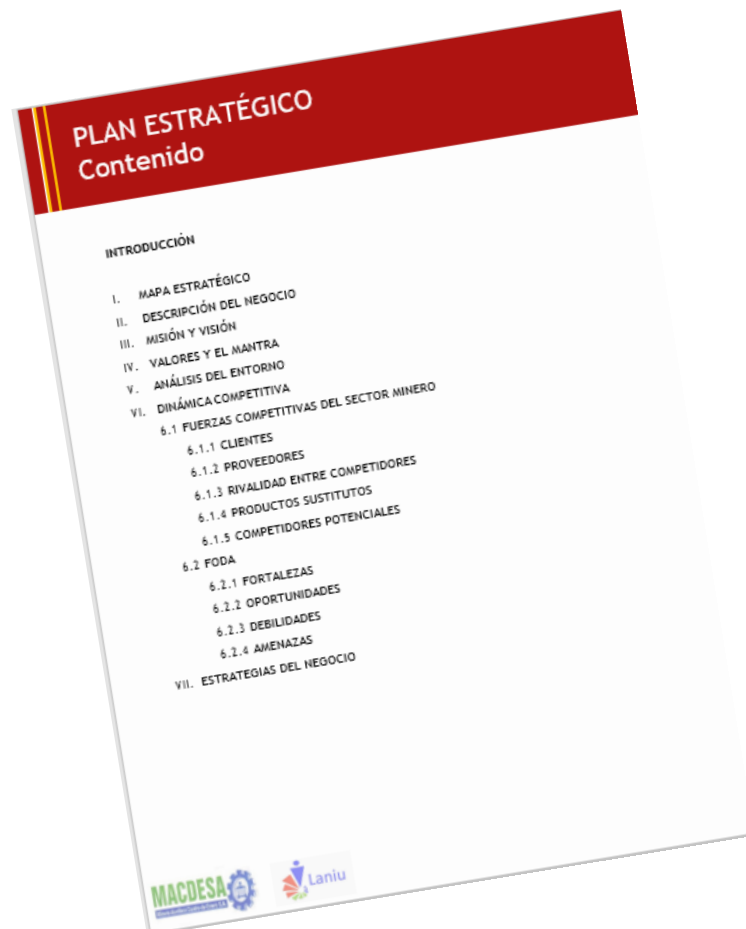 PLAN ESTRATÉGICO
Contenido
INTRODUCCIÓN
I. MAPA ESTRATÉGICO
II. DESCRIPCIÓN DEL NEGOCIO
III. MISIÓN Y VISIÓN
IV. VALORES Y EL MANTRA
V. ANÁLISIS DEL ENTORNO
VI. DINÁMICA COMPETITIVA
6.1 FUERZAS COMPETITIVAS DEL SECTOR MINERO
6.1.1 CLIENTES
6.1.2 PROVEEDORES
6.1.3 RIVALIDAD ENTRE COMPETIDORES
6.1.4 PRODUCTOS SUSTITUTOS
6.1.5 COMPETIDORES POTENCIALES
6.2 FODA
6.2.1 FORTALEZAS
6.2.2 OPORTUNIDADES
6.2.3 DEBILIDADES
6.2.4 AMENAZAS
VII. ESTRATEGIAS DEL NEGOCIO
MACDESA
Laniu